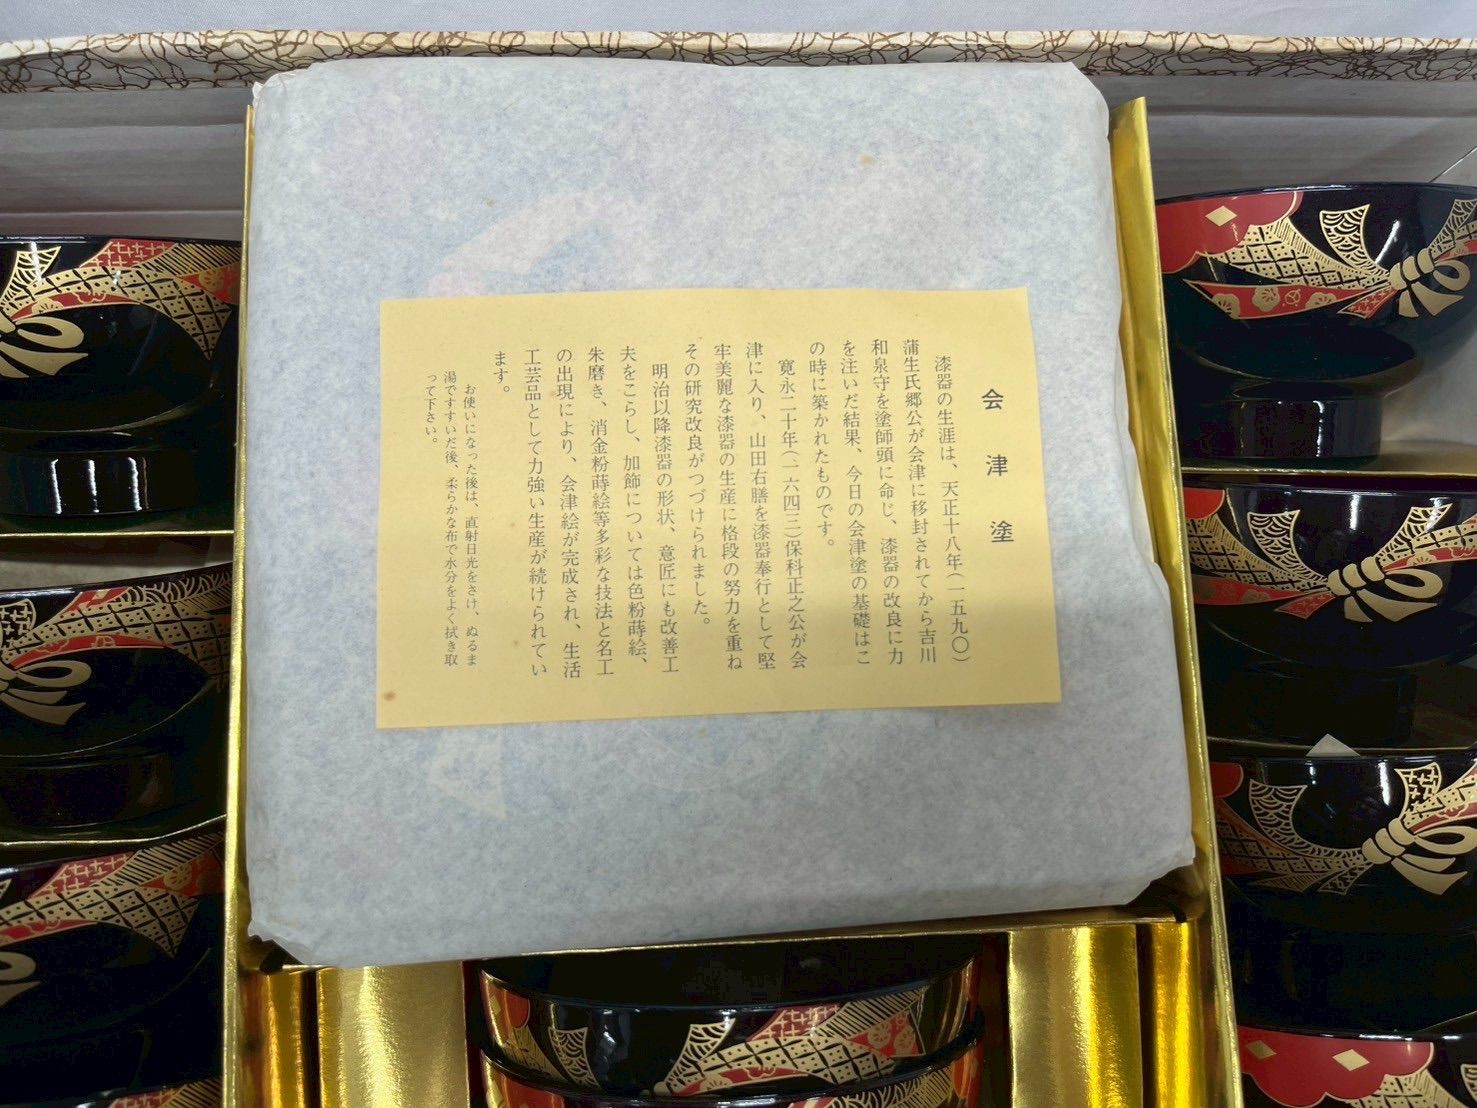 会津塗
漆器の生涯は、天正十八年(一五九〇)
蒲生氏郷公が会津に移封されてから吉川
和泉守を塗師頭に命じ、漆器の改良に力
を注いだ結果、今日の会津塗の基礎はこ
の時に築かれたものです。
寛永二十年(一六四三)保科正之公が会
津に入り、山田右膳を漆器奉行として堅
牢美麗な漆器の生産に格段の努力を重ね
その研究改良がつづけられました。
明治以降漆器の形状、意匠にも改善工
夫をこらし、加飾については色粉蒔絵、
朱磨き、消金粉蒔絵等多彩な技法と名工
の出現により、会津絵が完成され、生活
工芸品として力強い生産が続けられてい
ます。
お使いになった後は、直射日光をさけ、ぬるま
湯ですすいだ後、柔らかな布で水分をよく拭き取
って下さい。